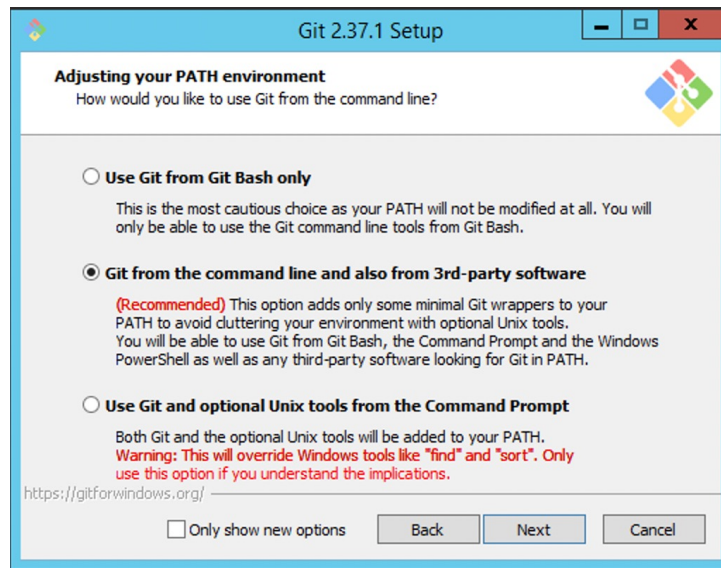 Git 2.37.1 Setup
Adjusting your PATH environment
How would you like to use Git from the command line?
Use Git from Git Bash only
This is the most cautious choice as your PATH will not be modified at all. You will
only be able to use the Git command line tools from Git Bash.
Git from the command line and also from 3rd-party software
(Recommended) This option adds only some minimal Git wrappers to your
PATH to avoid cluttering your environment with optional Unix tools.
You will be able to use Git from Git Bash, the Command Prompt and the Windows
PowerShell as well as any third-party software looking for Git in PATH.
Use Git and optional Unix tools from the Command Prompt
Both Git and the optional Unix tools will be added to your PATH.
Warning: This will override Windows tools like "find" and "sort". Only
use this option if you understand the implications.
https://gitforwindows.org/
Only show new options
Back
Next
Cancel